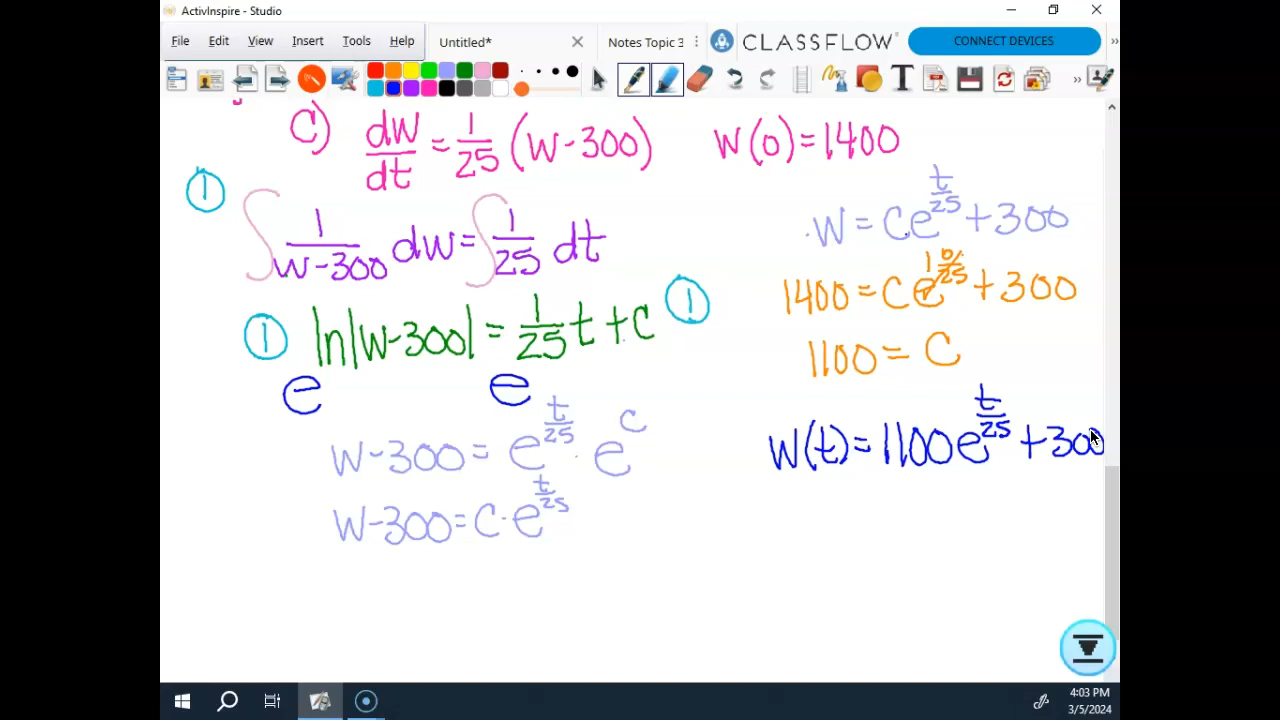 ActivInspire - Studio
File Edit View Insert Tools Help Untitled* Notes Topic 3 CLASSFLOW CONNECT DEVICES
C) dW/dt = 1/25 (W-300) W(0)=1400
①
∫ 1/(W-300) dW = ∫ 1/25 dt
① ln|W-300| = 1/25 t + C ①
e e
W-300 = e^(t/25) · e^C
W-300 = C · e^(t/25)
W = Ce^(t/25) + 300
1400 = Ce^(0/25) + 300
1
1100 = C
W(t) = 1100e^(t/25) + 300
4:03 PM
3/5/2024